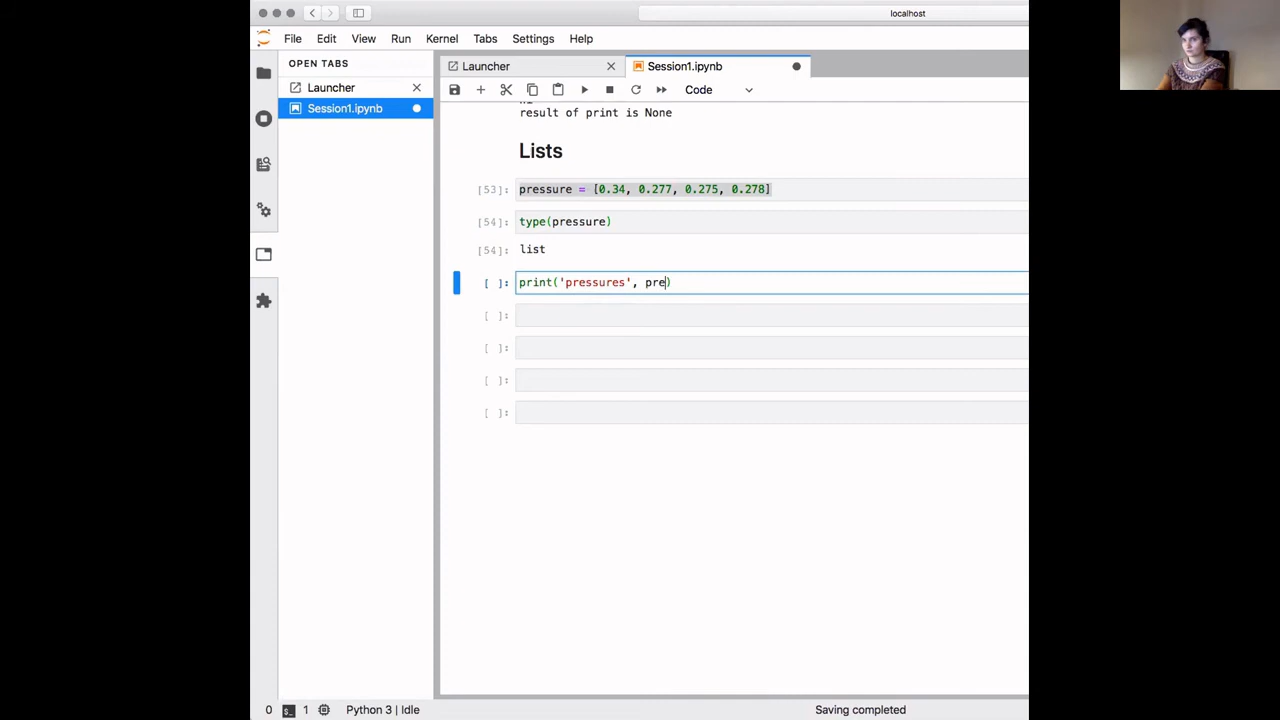 localhost
File Edit View Run Kernel Tabs Settings Help
OPEN TABS
Launcher
Session1.ipynb
Launcher
Session1.ipynb
Code
result of print is None
Lists
[53]: pressure = [0.34, 0.277, 0.275, 0.278]
[54]: type(pressure)
[54]: list
[ ]: print('pressures', pre)
[ ]:
[ ]:
[ ]:
[ ]:
0 $_ 1 Python 3 | Idle Saving completed